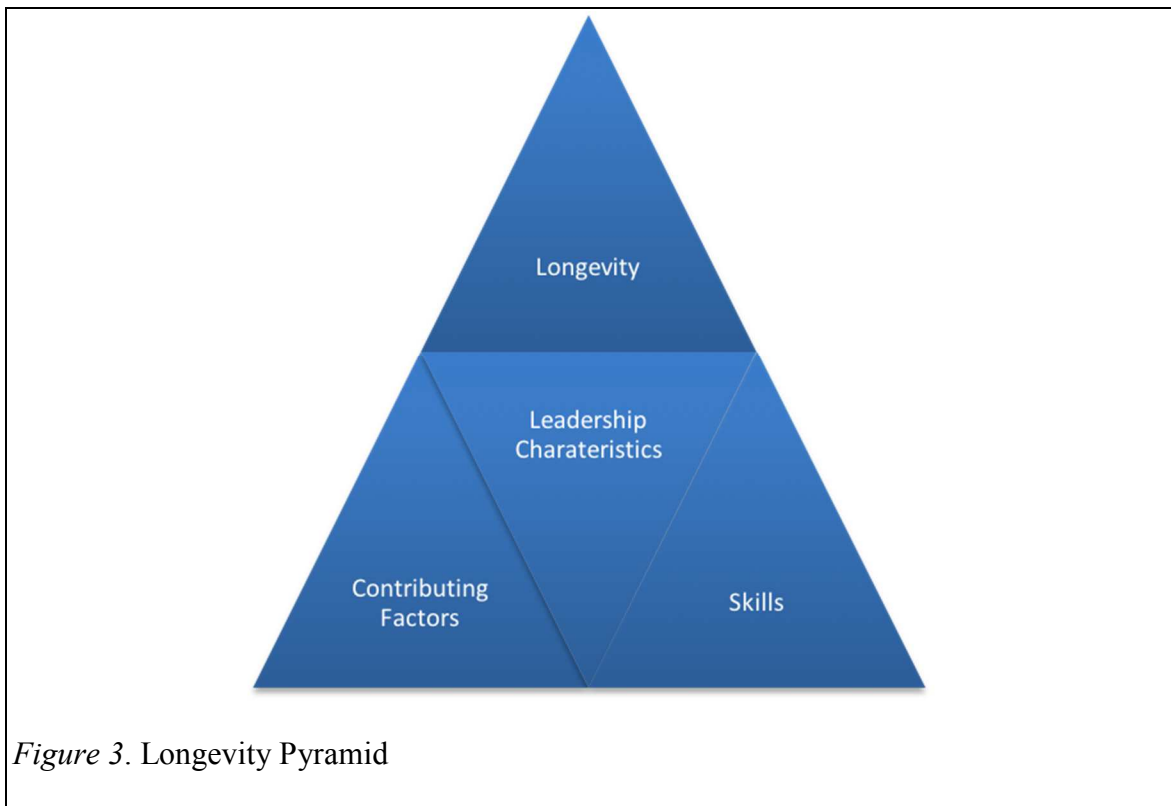 Longevity
Leadership
Charateristics
Contributing
Factors
Skills
Figure 3. Longevity Pyramid